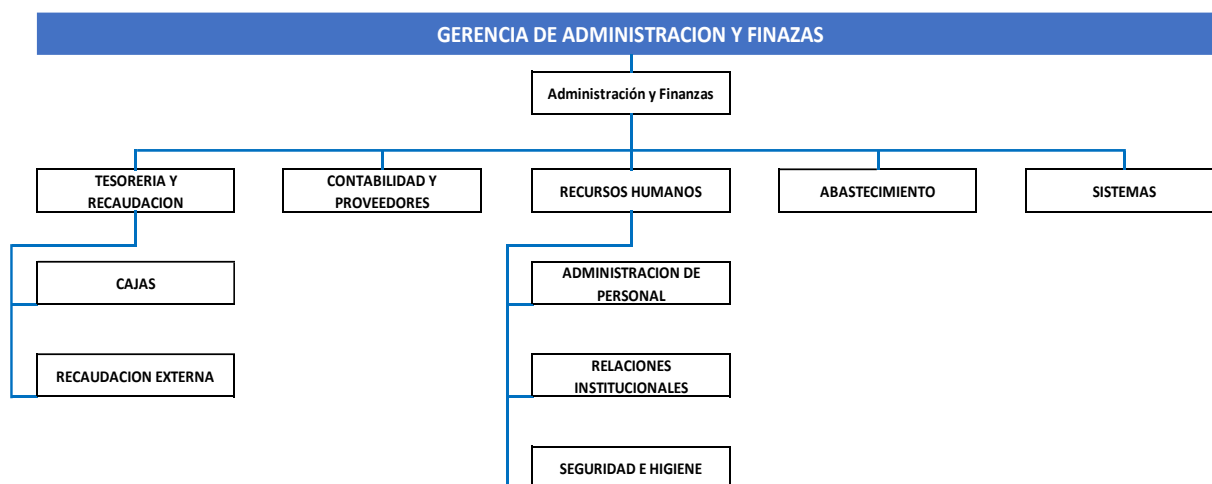 GERENCIA DE ADMINISTRACION Y FINAZAS
Administración y Finanzas
TESORERIA Y
RECAUDACION
CONTABILIDAD Y
PROVEEDORES
RECURSOS HUMANOS
ABASTECIMIENTO
SISTEMAS
CAJAS
ADMINISTRACION DE
PERSONAL
RECAUDACION EXTERNA
RELACIONES
INSTITUCIONALES
SEGURIDAD E HIGIENE